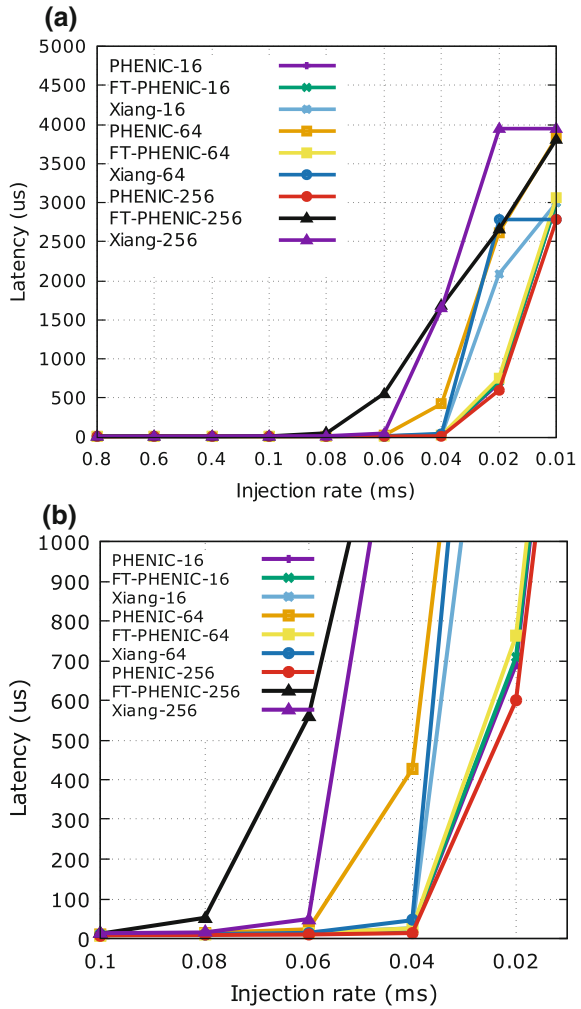 (a)
5000
4500
4000
3500
3000
2500
2000
1500
1000
500
0
Latency (us)
PHENIC-16
FT-PHENIC-16
Xiang-16
PHENIC-64
FT-PHENIC-64
Xiang-64
PHENIC-256
FT-PHENIC-256
Xiang-256
0.8 0.6 0.4 0.1 0.08 0.06 0.04 0.02 0.01
Injection rate (ms)
(b)
1000
900
800
700
600
500
400
300
200
100
0
Latency (us)
PHENIC-16
FT-PHENIC-16
Xiang-16
PHENIC-64
FT-PHENIC-64
Xiang-64
PHENIC-256
FT-PHENIC-256
Xiang-256
0.1 0.08 0.06 0.04 0.02
Injection rate (ms)